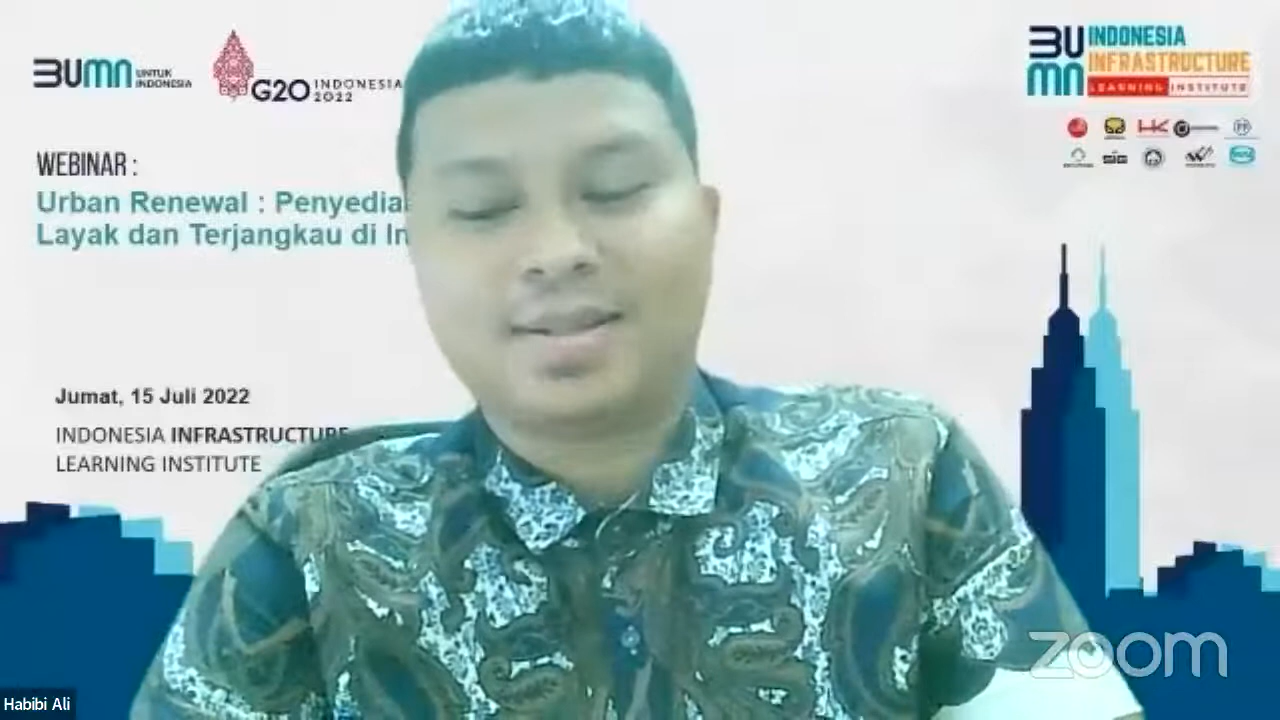 BUMN UNTUK
INDONESIA
G20 INDONESIA
2022
BUMN
INDONESIA
INFRASTRUCTURE
LEARNING INSTITUTE
HK
PP
WEBINAR :
Urban Renewal : Penyedia
Layak dan Terjangkau di In
Jumat, 15 Juli 2022
INDONESIA INFRASTRUCTURE
LEARNING INSTITUTE
zoom
Habibi Ali